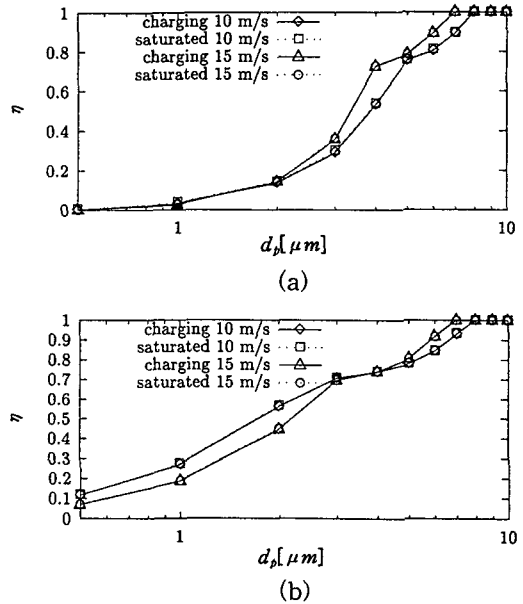 charging 10 m/s
saturated 10 m/s
charging 15 m/s
saturated 15 m/s
η
1
0.8
0.6
0.4
0.2
0
1
10
d_p[μm]
(a)
charging 10 m/s
saturated 10 m/s
charging 15 m/s
saturated 15 m/s
η
1
0.9
0.8
0.7
0.6
0.5
0.4
0.3
0.2
0.1
0
1
10
d_p[μm]
(b)